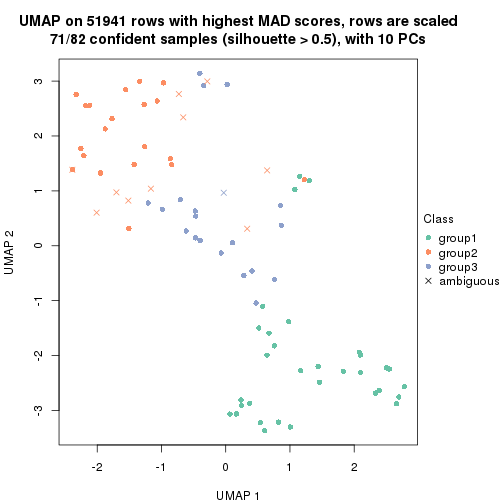 UMAP on 51941 rows with highest MAD scores, rows are scaled
71/82 confident samples (silhouette > 0.5), with 10 PCs
3
2
1
0
-1
-2
-3
UMAP 2
-2
-1
0
1
2
UMAP 1
Class
group1
group2
group3
ambiguous